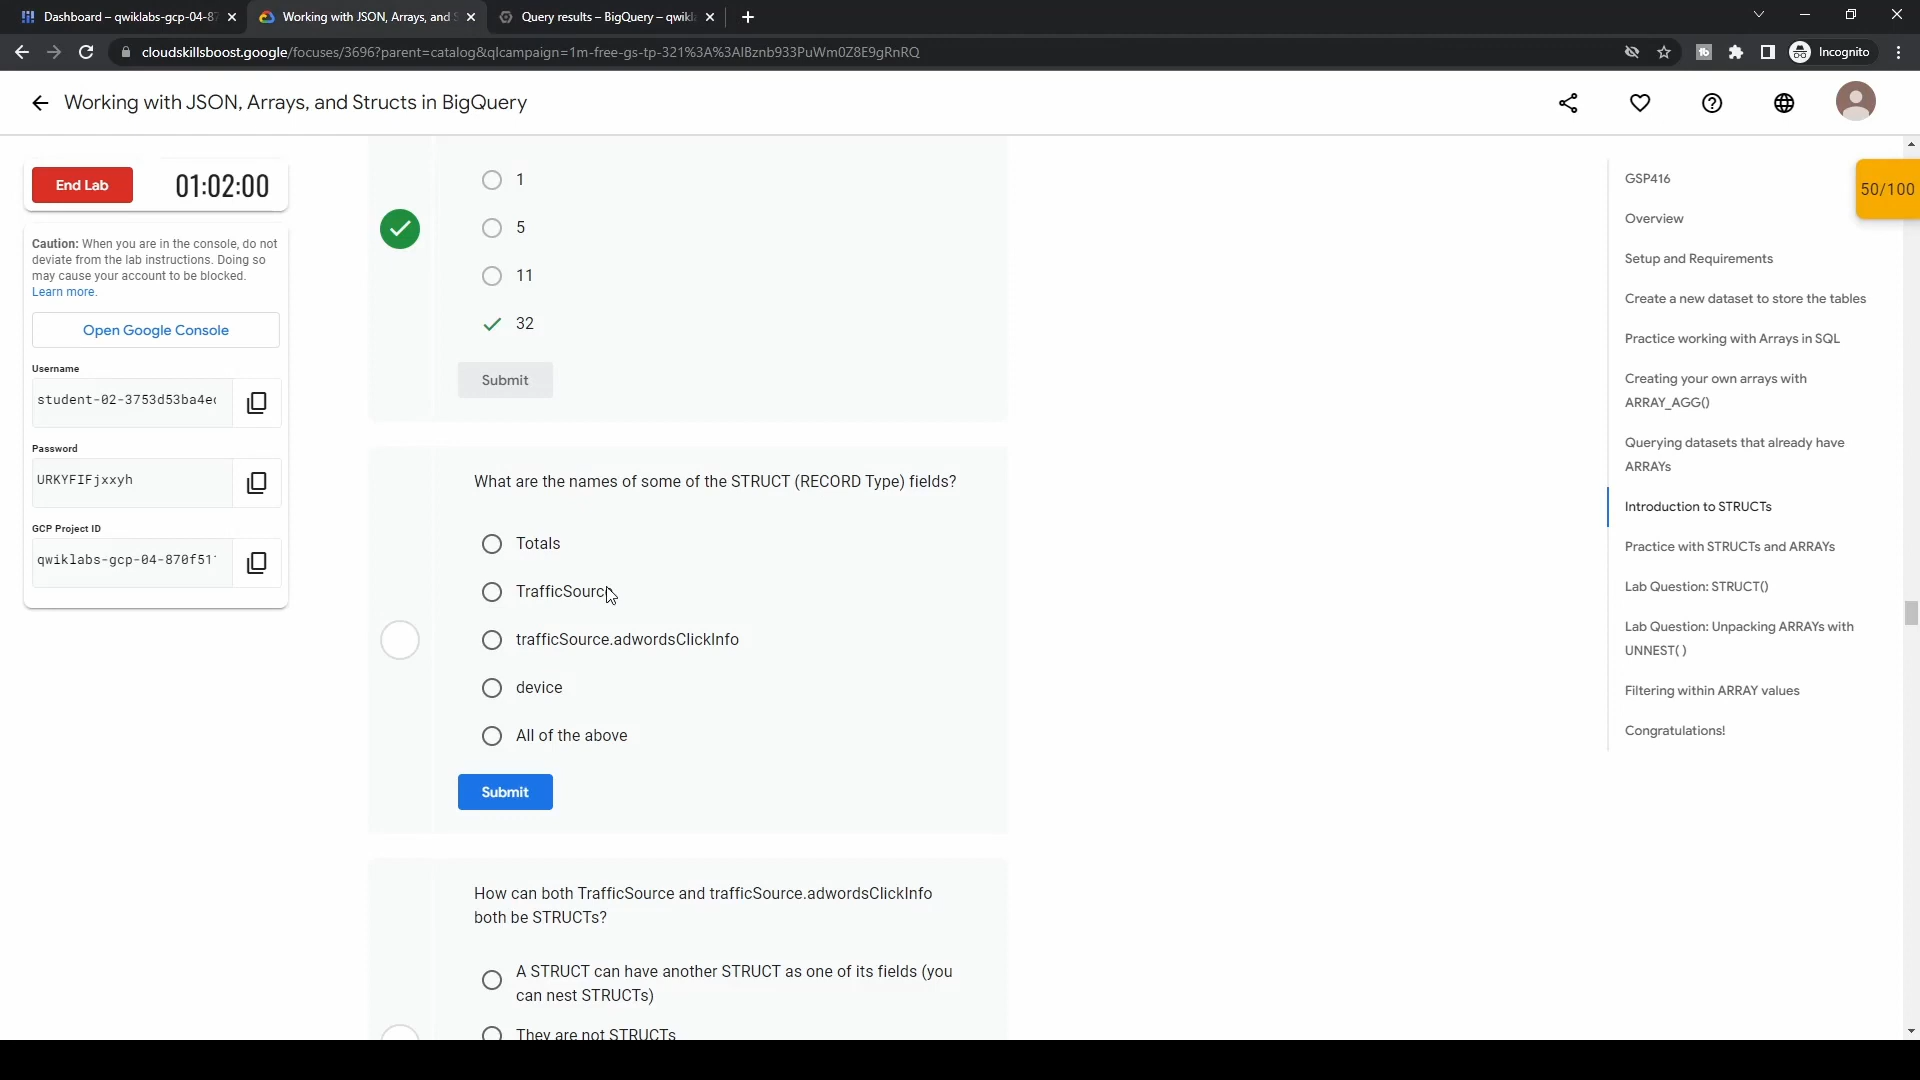 Dashboard – qwiklabs-gcp-04-87
Working with JSON, Arrays, and S
Query results – BigQuery – qwikl
cloudskillsboost.google/focuses/3696?parent=catalog&qlcampaign=1m-free-gs-tp-321%3A%3AIBznb933PuWm0Z8E9gRnRQ
Incognito
Working with JSON, Arrays, and Structs in BigQuery
End Lab
01:02:00
Caution: When you are in the console, do not
deviate from the lab instructions. Doing so
may cause your account to be blocked.
Learn more.
Open Google Console
Username
student-02-3753d53ba4ec
Password
URKYFIFjxxyh
GCP Project ID
qwiklabs-gcp-04-870f51
1
5
11
32
Submit
What are the names of some of the STRUCT (RECORD Type) fields?
Totals
TrafficSource
trafficSource.adwordsClickInfo
device
All of the above
Submit
How can both TrafficSource and trafficSource.adwordsClickInfo
both be STRUCTs?
A STRUCT can have another STRUCT as one of its fields (you
can nest STRUCTs)
They are not STRUCTs
GSP416
50/100
Overview
Setup and Requirements
Create a new dataset to store the tables
Practice working with Arrays in SQL
Creating your own arrays with
ARRAY_AGG()
Querying datasets that already have
ARRAYs
Introduction to STRUCTs
Practice with STRUCTs and ARRAYs
Lab Question: STRUCT()
Lab Question: Unpacking ARRAYs with
UNNEST( )
Filtering within ARRAY values
Congratulations!